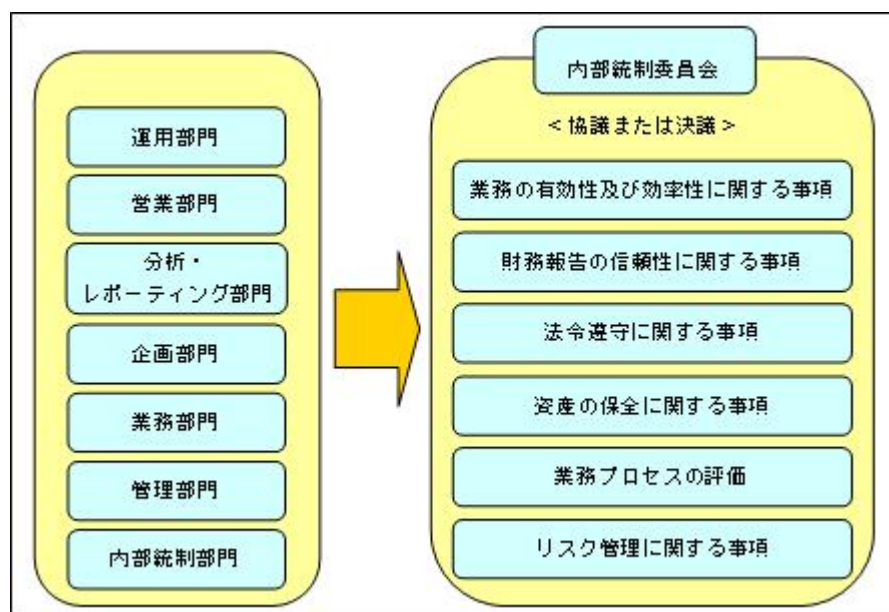 運用部門
営業部門
分析・
レポーティング部門
企画部門
業務部門
管理部門
内部統制部門
内部統制委員会
<協議または決議>
業務の有効性及び効率性に関する事項
財務報告の信頼性に関する事項
法令遵守に関する事項
資産の保全に関する事項
業務プロセスの評価
リスク管理に関する事項